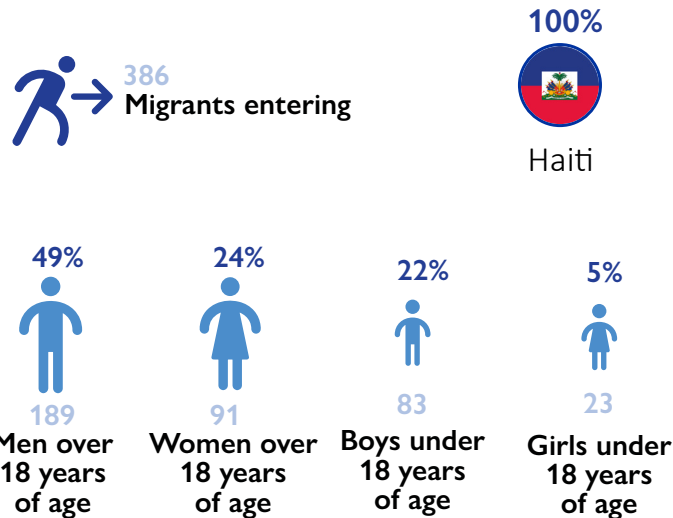 100%
386
Migrants entering
Haiti
49%
24%
22%
5%
189
91
83
23
Men over
18 years
of age
Women over
18 years
of age
Boys under
18 years
of age
Girls under
18 years
of age